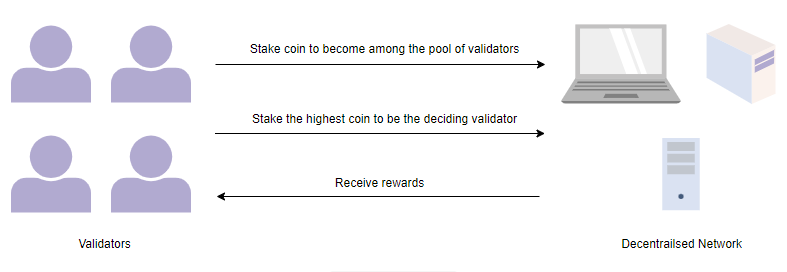 Stake coin to become among the pool of validators
Stake the highest coin to be the deciding validator
Receive rewards
Validators
Decentrailsed Network